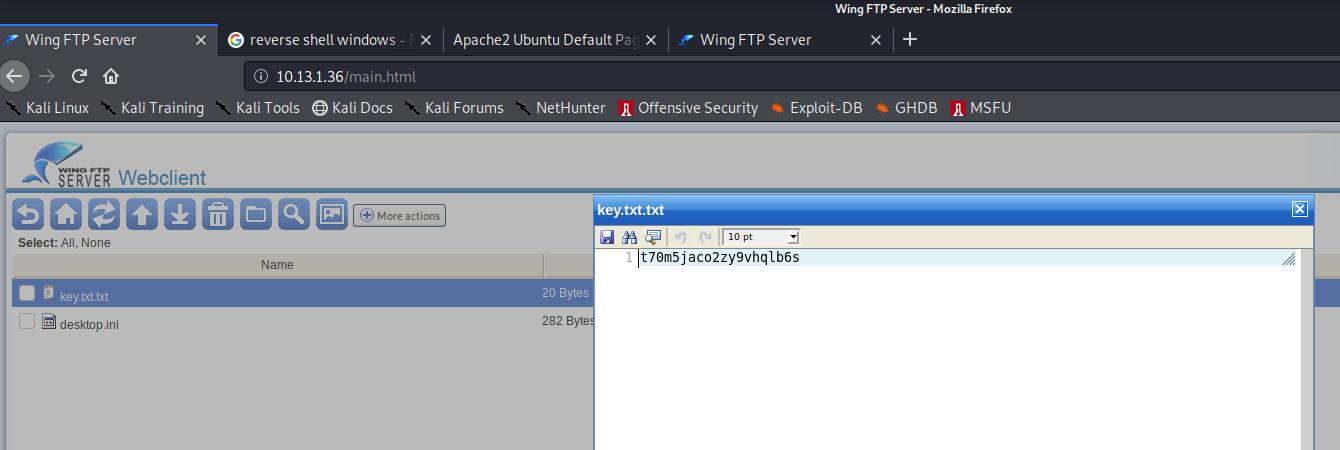 Wing FTP Server - Mozilla Firefox
Wing FTP Server
reverse shell windows -
Apache2 Ubuntu Default Pag
Wing FTP Server
10.13.1.36/main.html
Kali Linux Kali Training Kali Tools Kali Docs Kali Forums NetHunter Offensive Security Exploit-DB GHDB MSFU
WING FTP
SERVER Webclient
More actions
Select: All, None
Name
key.txt.txt 20 Bytes
desktop.ini 282 Bytes
key.txt.txt
10 pt
1 t70m5jaco2zy9vhqlb6s